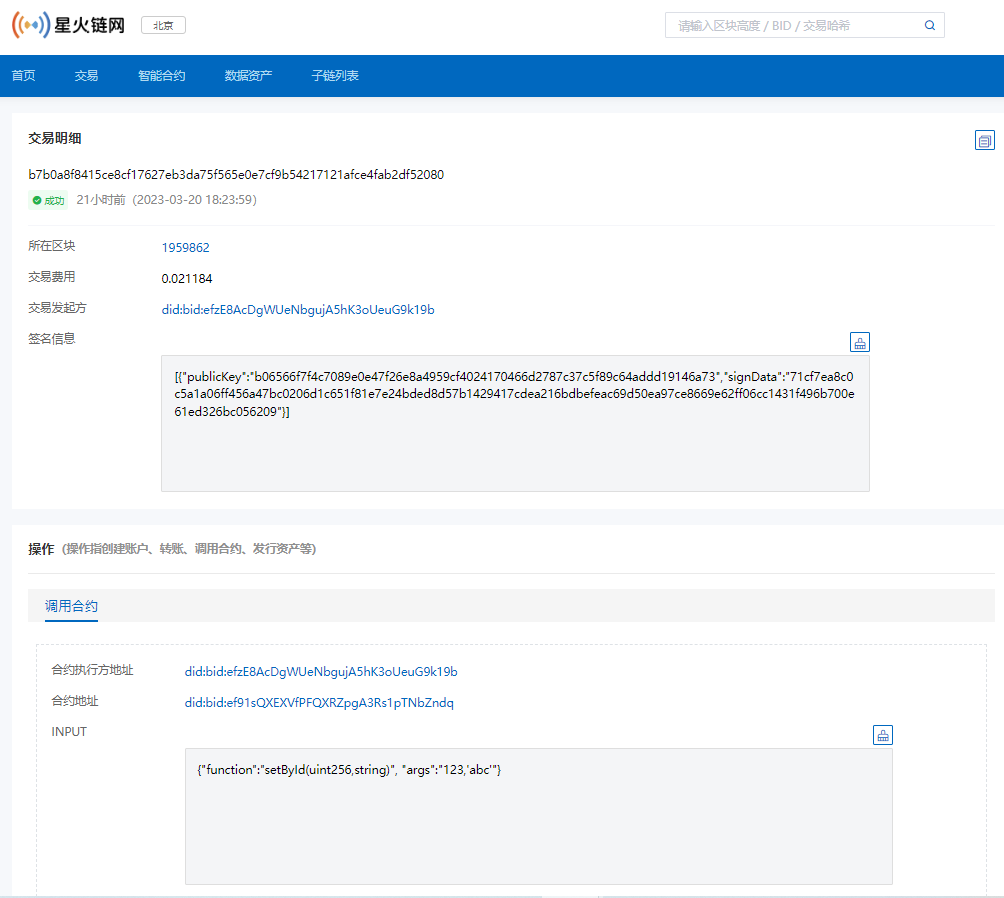 星火链网 北京 请输入区块高度 / BID / 交易哈希
首页 交易 智能合约 数据资产 子链列表
交易明细
b7b0a8f8415ce8cf17627eb3da75f565e0e7cf9b54217121afce4fab2df52080
成功 21小时前 (2023-03-20 18:23:59)
所在区块 1959862
交易费用 0.021184
交易发起方 did:bid:efzE8AcDgWUeNbgujA5hK3oUeuG9k19b
签名信息
[{"publicKey":"b06566f7f4c7089e0e47f26e8a4959cf4024170466d2787c37c5f89c64addd19146a73","signData":"71cf7ea8c0
c5a1a06ff456a47bc0206d1c651f81e7e24bded8d57b1429417cdea216bdbefeac69d50ea97ce8669e62ff06cc1431f496b700e
61ed326bc056209"}]
操作 (操作指创建账户、转账、调用合约、发行资产等)
调用合约
合约执行方地址 did:bid:efzE8AcDgWUeNbgujA5hK3oUeuG9k19b
合约地址 did:bid:ef91sQXEXVfPFQXRZpgA3Rs1pTNbZndq
INPUT
{"function":"setById(uint256,string)", "args":"123,'abc'"}